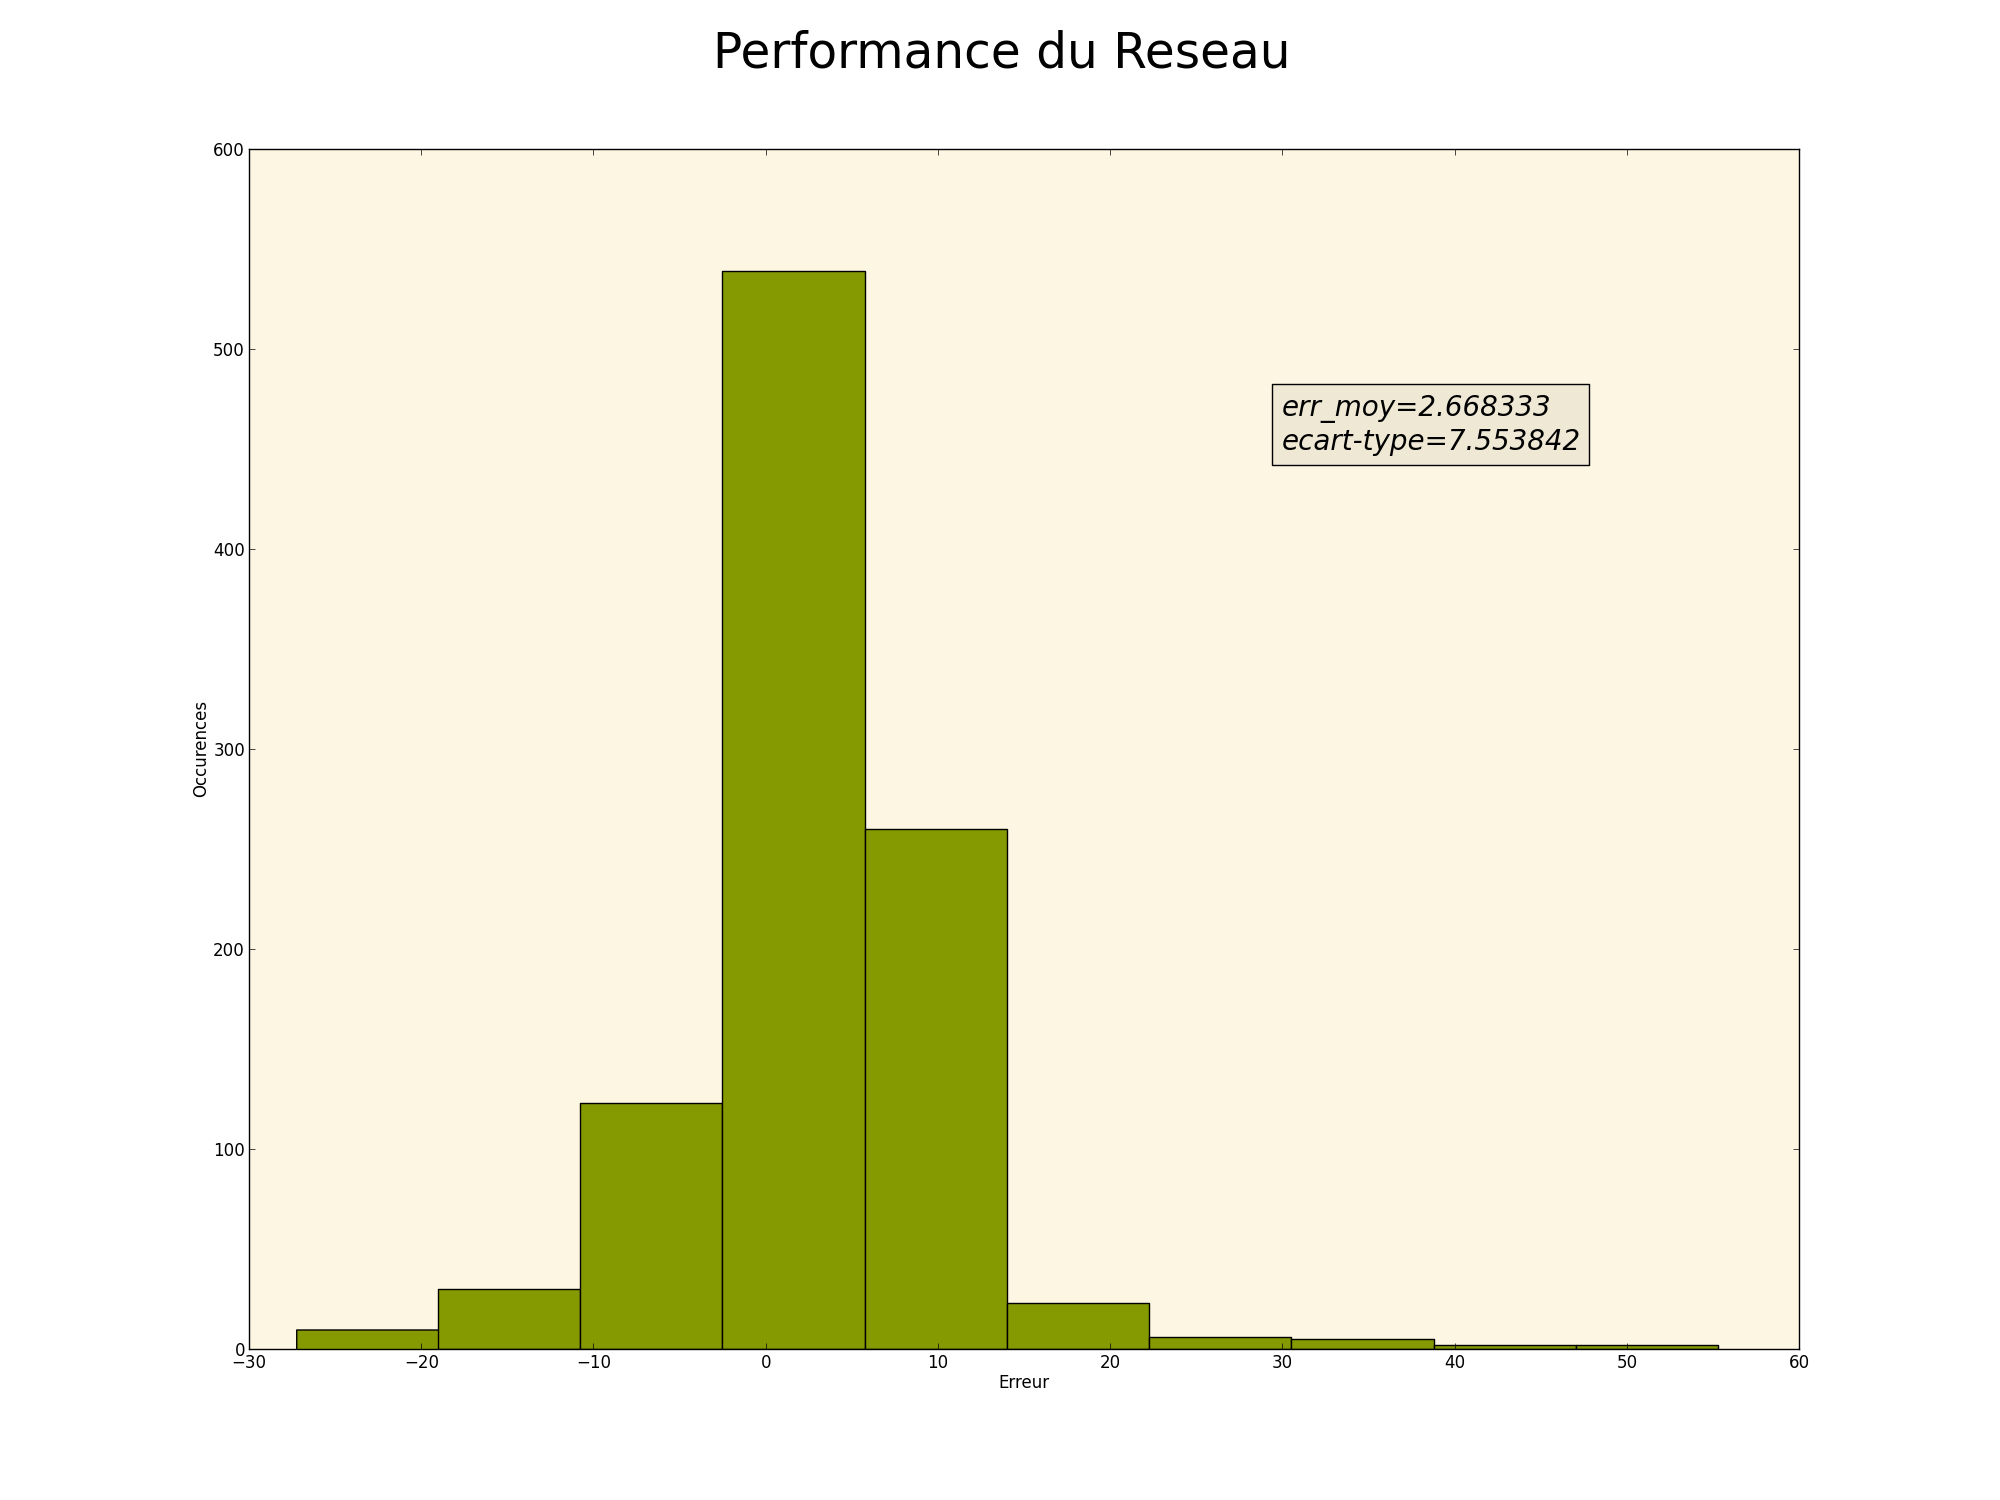 Performance du Reseau
600
500
400
300
200
100
0
Occurences
err_moy=2.668333
ecart-type=7.553842
−30 −20 −10 0 10 20 30 40 50 60
Erreur